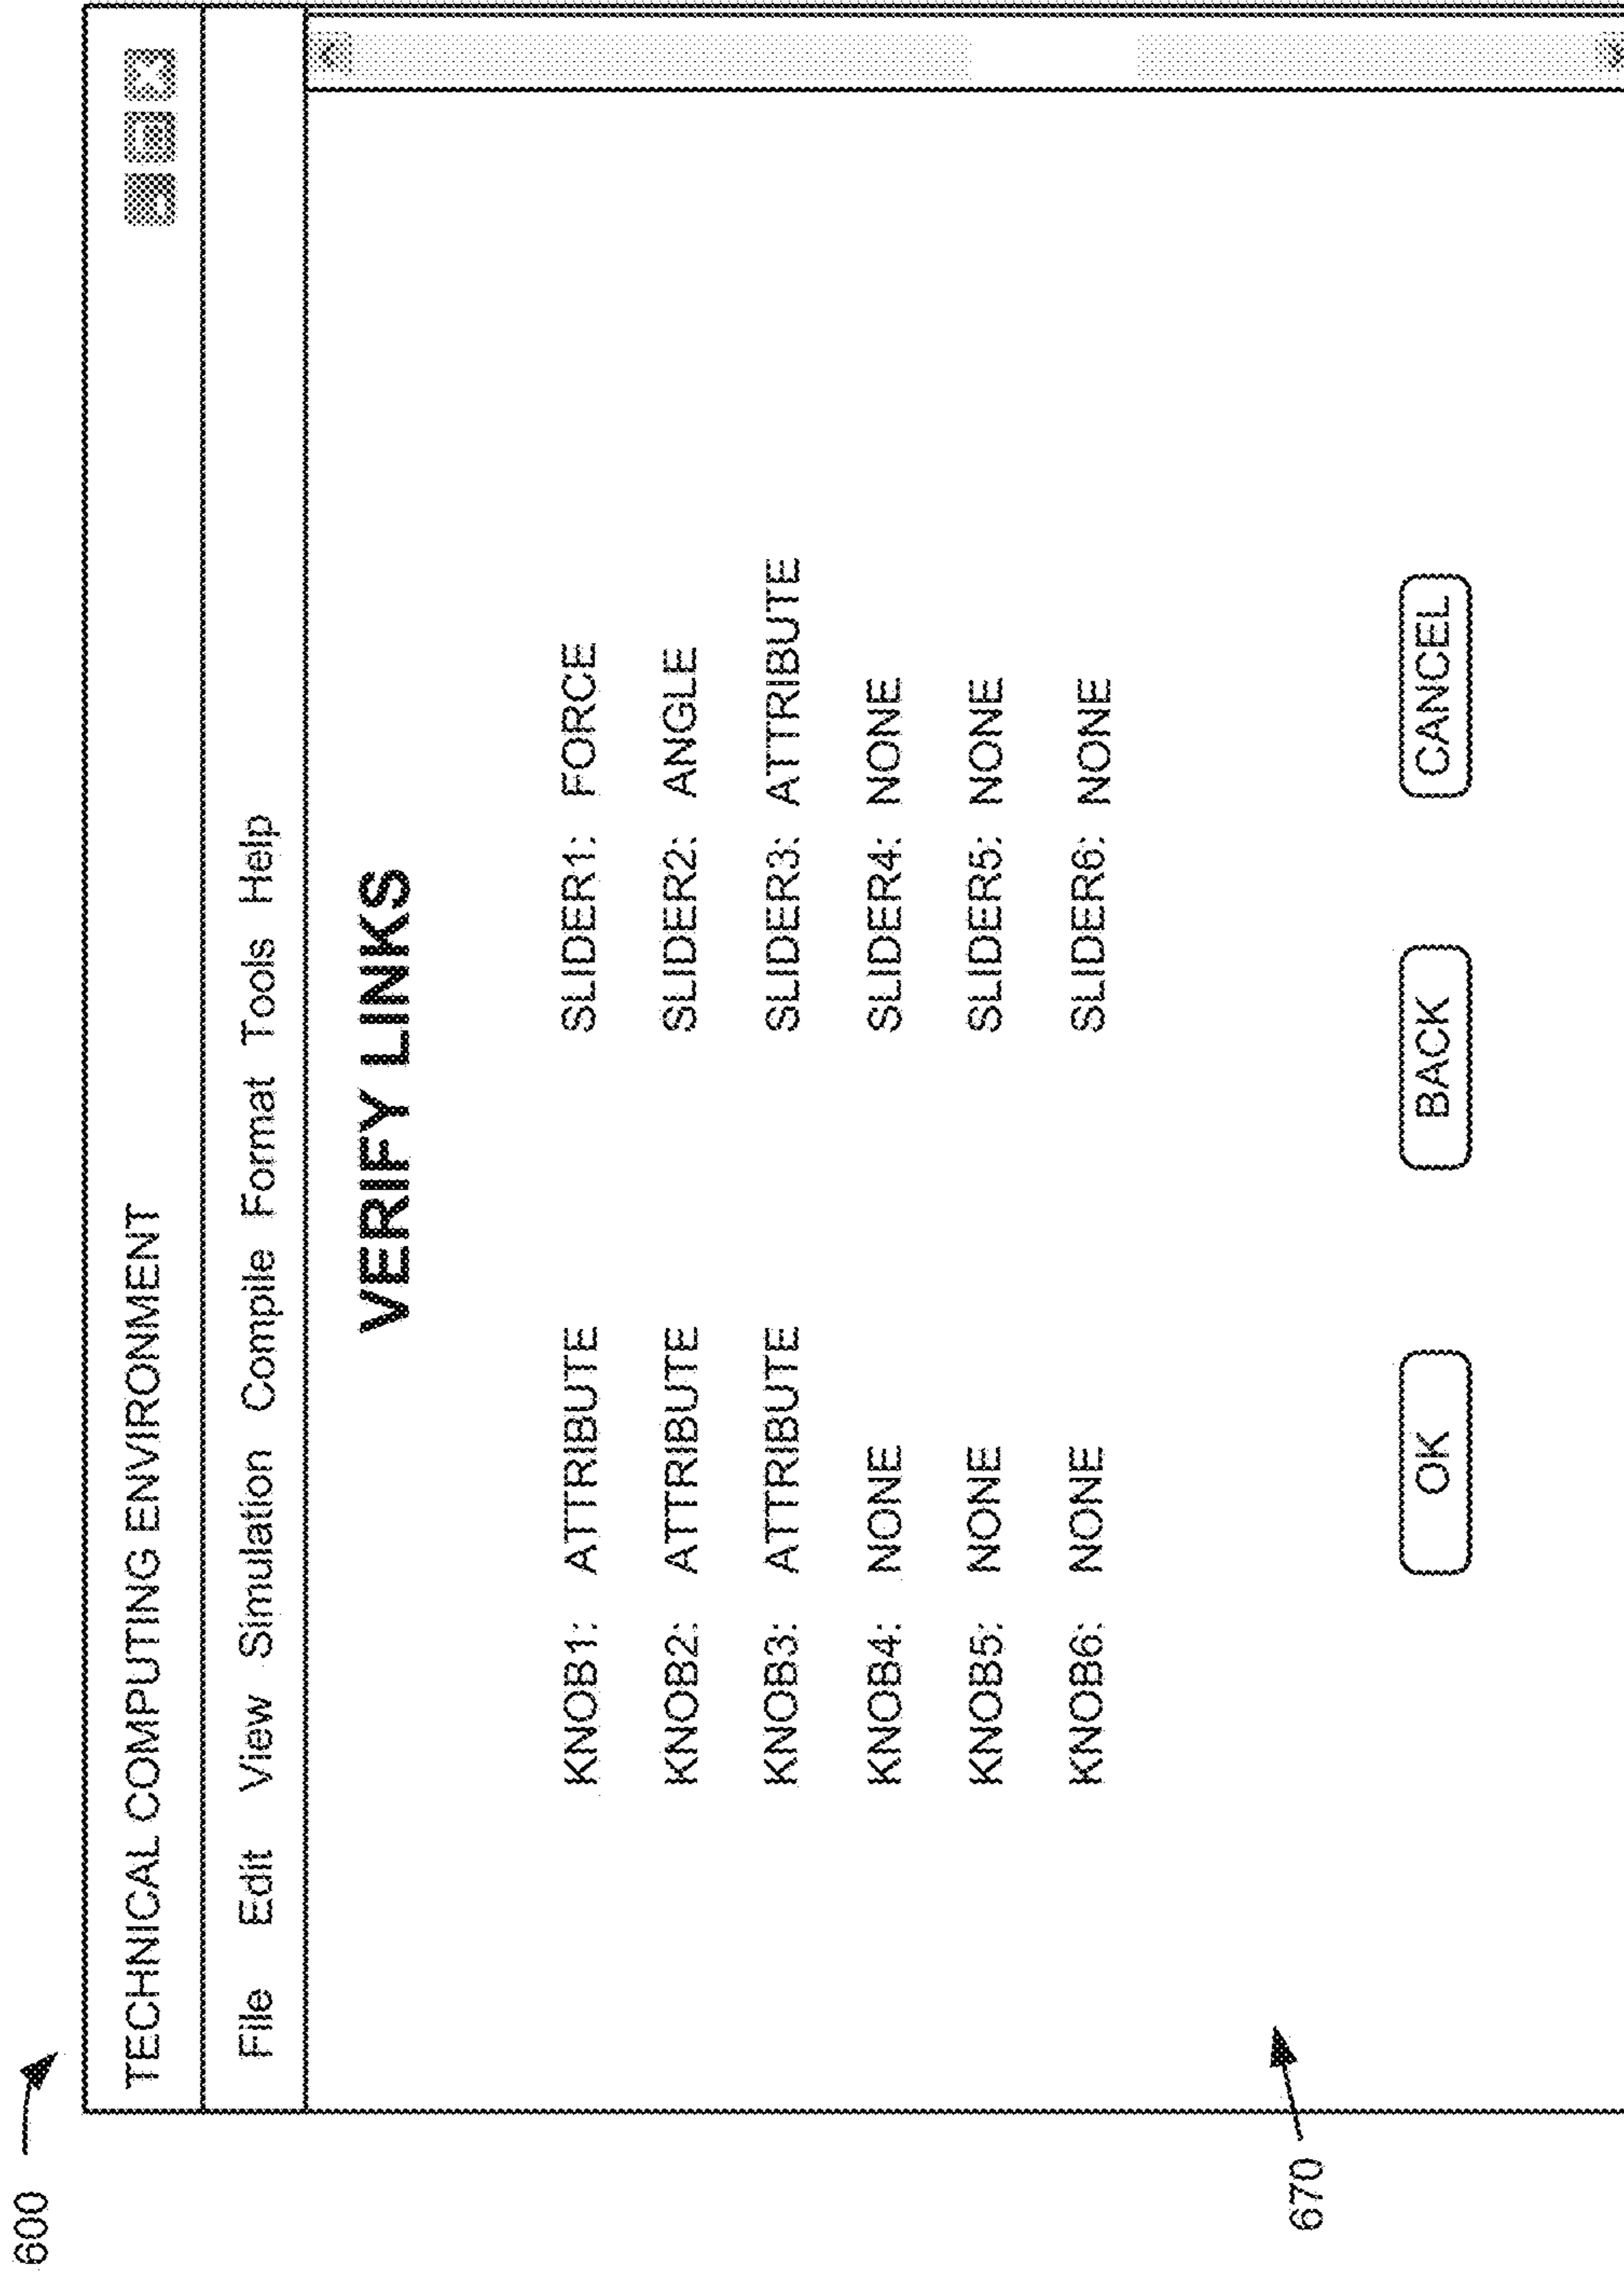 600
TECHNICAL COMPUTING ENVIRONMENT
File Edit View Simulation Compile Format Tools Help
VERIFY LINKS
KNOB1: ATTRIBUTE SLIDER1: FORCE
KNOB2: ATTRIBUTE SLIDER2: ANGLE
KNOB3: ATTRIBUTE SLIDER3: ATTRIBUTE
KNOB4: NONE SLIDER4: NONE
KNOB5: NONE SLIDER5: NONE
KNOB6: NONE SLIDER6: NONE
670
OK BACK CANCEL